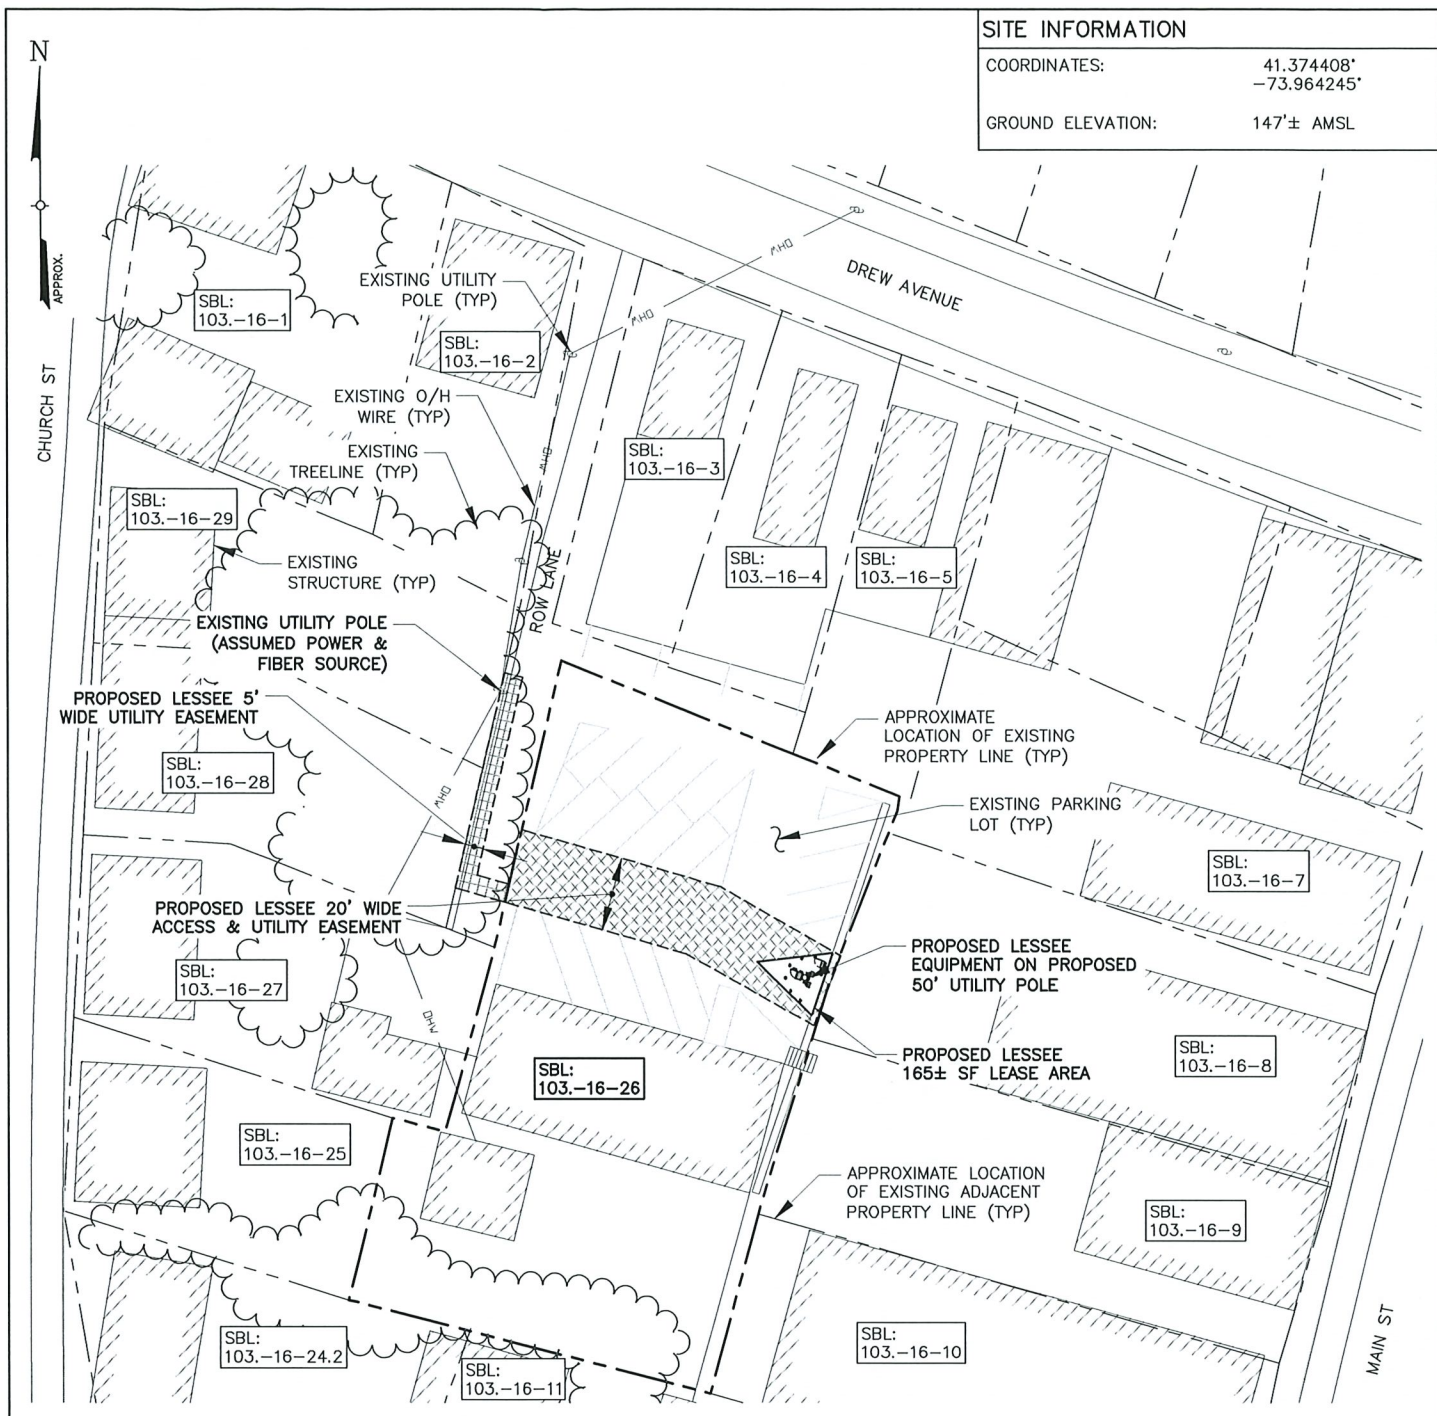 SITE INFORMATION
COORDINATES: 41.374408°
-73.964245°
GROUND ELEVATION: 147'± AMSL
N
APPROX.
CHURCH ST
DREW AVENUE
OHW
OHW
EXISTING UTILITY
POLE (TYP)
SBL:
103.-16-1
SBL:
103.-16-2
EXISTING O/H
WIRE (TYP)
EXISTING
TREELINE (TYP)
OHW
SBL:
103.-16-3
SBL:
103.-16-29
EXISTING
STRUCTURE (TYP)
ROW LANE
SBL:
103.-16-4
SBL:
103.-16-5
EXISTING UTILITY POLE
(ASSUMED POWER &
FIBER SOURCE)
PROPOSED LESSEE 5'
WIDE UTILITY EASEMENT
SBL:
103.-16-28
OHW
APPROXIMATE
LOCATION OF EXISTING
PROPERTY LINE (TYP)
EXISTING PARKING
LOT (TYP)
SBL:
103.-16-7
PROPOSED LESSEE 20' WIDE
ACCESS & UTILITY EASEMENT
SBL:
103.-16-27
OHW
PROPOSED LESSEE
EQUIPMENT ON PROPOSED
50' UTILITY POLE
SBL:
103.-16-8
PROPOSED LESSEE
165± SF LEASE AREA
SBL:
103.-16-26
SBL:
103.-16-25
APPROXIMATE LOCATION
OF EXISTING ADJACENT
PROPERTY LINE (TYP)
SBL:
103.-16-9
SBL:
103.-16-24.2
SBL:
103.-16-11
SBL:
103.-16-10
MAIN ST